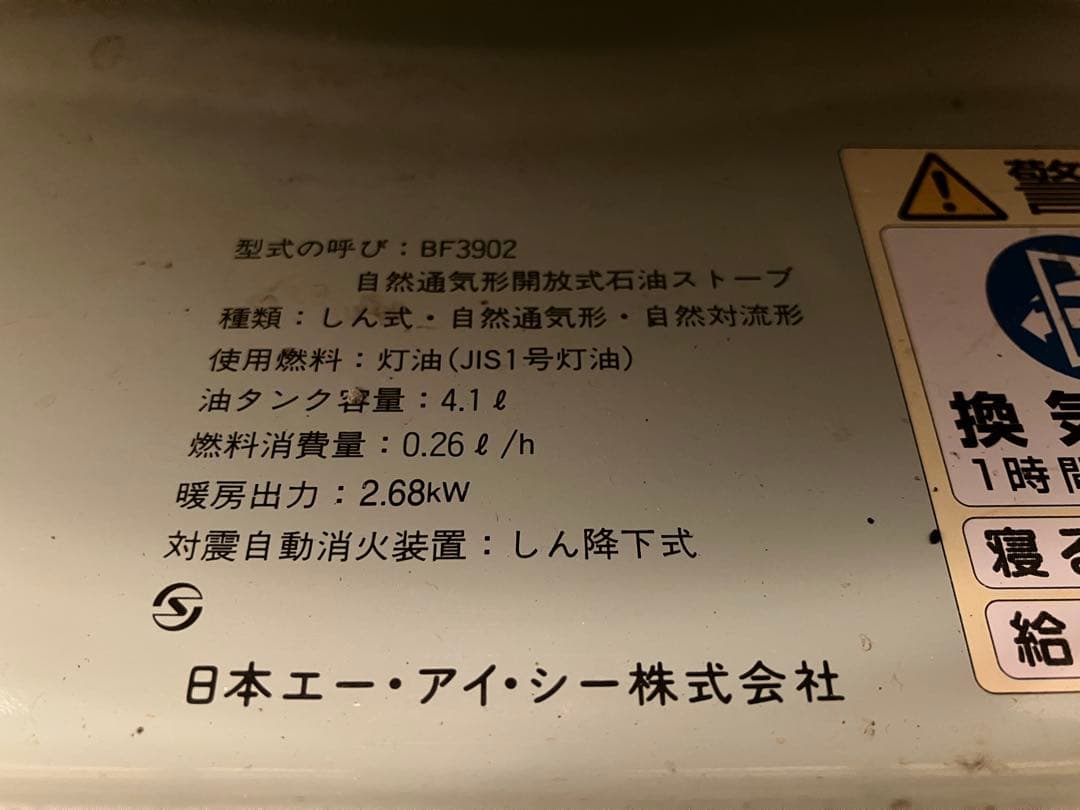 型式の呼び：BF3902
自然通気形開放式石油ストーブ
種類：しん式・自然通気形・自然対流形
使用燃料：灯油(JIS1号灯油)
油タンク容量：4.1ℓ
燃料消費量：0.26ℓ/h
暖房出力：2.68kW
対震自動消火装置：しん降下式
日本エー・アイ・シー株式会社
警
換気
1時間
寝る
給